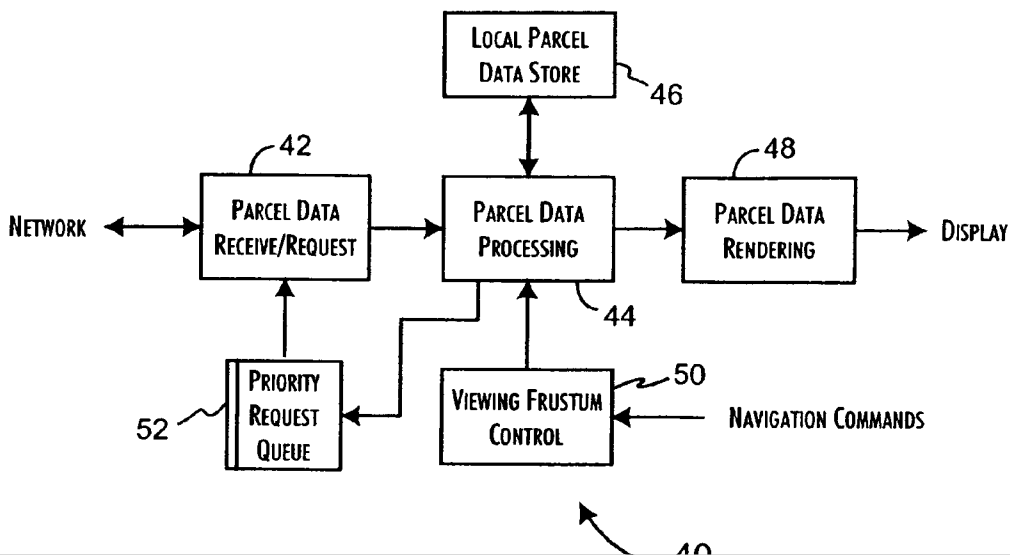 LOCAL PARCEL
DATA STORE
46
42
48
NETWORK
PARCEL DATA
RECEIVE/REQUEST
PARCEL DATA
PROCESSING
PARCEL DATA
RENDERING
DISPLAY
44
52
PRIORITY
REQUEST
QUEUE
VIEWING FRUSTUM
CONTROL
50
NAVIGATION COMMANDS
40